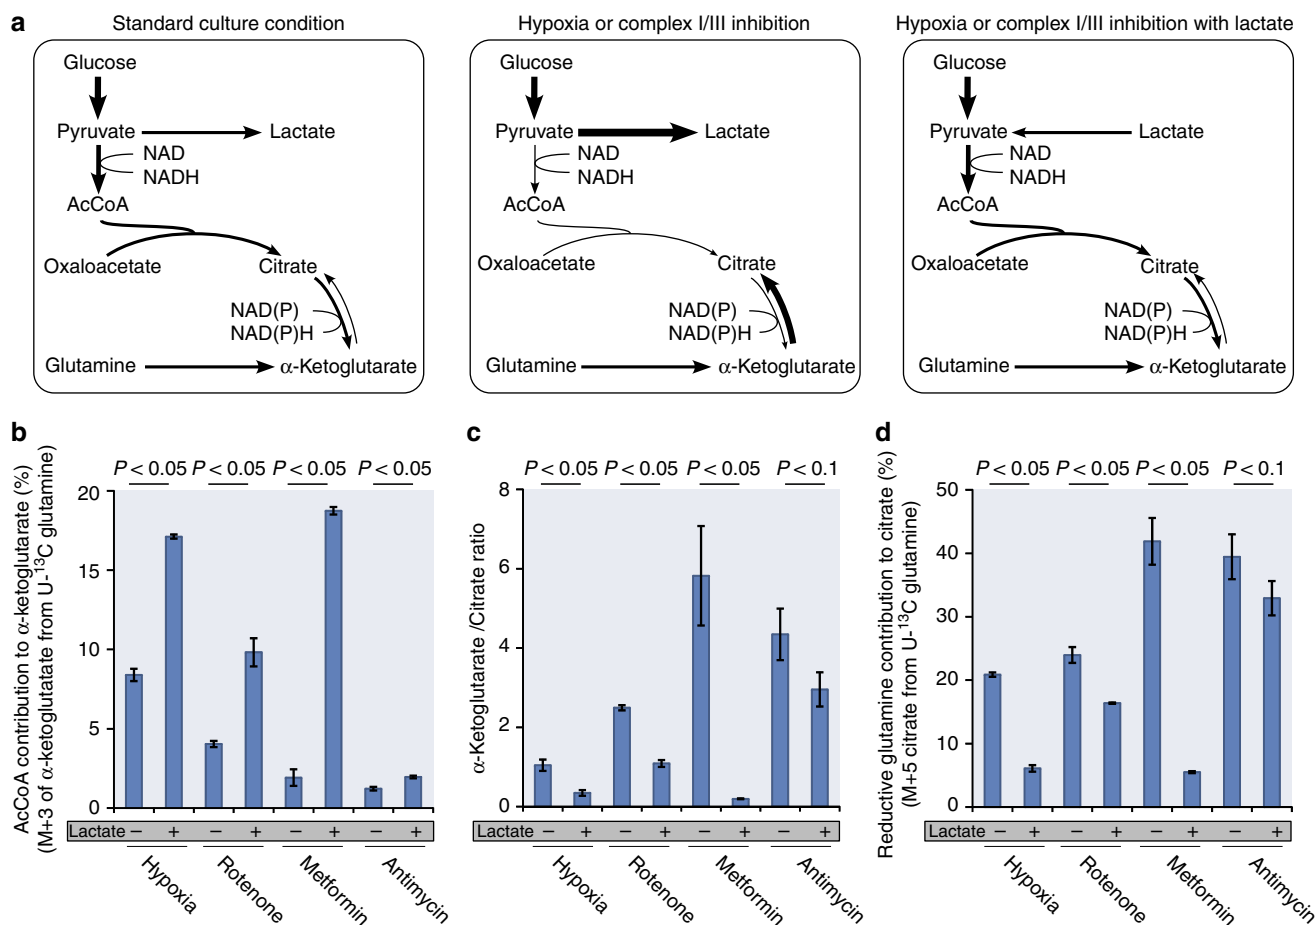 a
Standard culture condition
Glucose
Pyruvate
Lactate
NAD
NADH
AcCoA
Oxaloacetate
Citrate
NAD(P)
NAD(P)H
Glutamine
α-Ketoglutarate
Hypoxia or complex I/III inhibition
Glucose
Pyruvate
Lactate
NAD
NADH
AcCoA
Oxaloacetate
Citrate
NAD(P)
NAD(P)H
Glutamine
α-Ketoglutarate
Hypoxia or complex I/III inhibition with lactate
Glucose
Pyruvate
Lactate
NAD
NADH
AcCoA
Oxaloacetate
Citrate
NAD(P)
NAD(P)H
Glutamine
α-Ketoglutarate
b
AcCoA contribution to α-ketoglutarate (%)
(M+3 of α-ketoglutatate from U-¹³C glutamine)
P < 0.05 P < 0.05 P < 0.05 P < 0.05
20
15
10
5
0
Lactate − + − + − + − +
Hypoxia
Rotenone
Metformin
Antimycin
c
α-Ketoglutarate /Citrate ratio
P < 0.05 P < 0.05 P < 0.05 P < 0.1
8
6
4
2
0
Lactate − + − + − + − +
Hypoxia
Rotenone
Metformin
Antimycin
d
Reductive glutamine contribution to citrate (%)
(M+5 citrate from U-¹³C glutamine)
P < 0.05 P < 0.05 P < 0.05 P < 0.1
50
40
30
20
10
0
Lactate − + − + − + − +
Hypoxia
Rotenone
Metformin
Antimycin